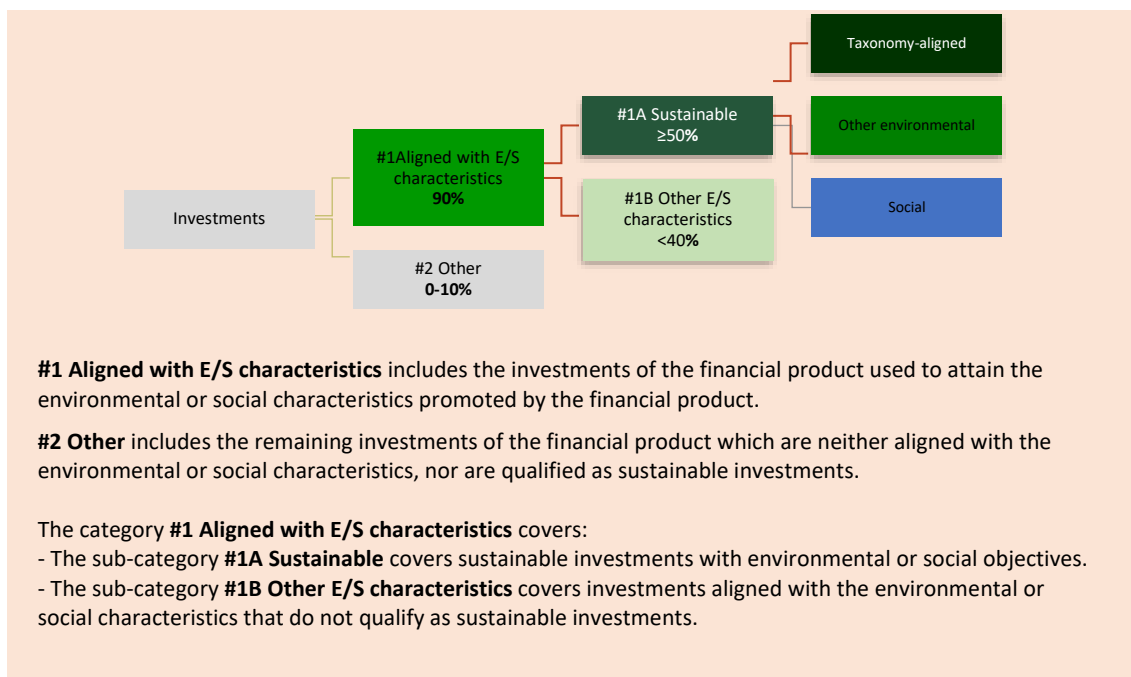 Taxonomy-aligned
#1A Sustainable
≥50%
Other environmental
#1Aligned with E/S
characteristics
90%
#1B Other E/S
characteristics
<40%
Investments
Social
#2 Other
0-10%
#1 Aligned with E/S characteristics includes the investments of the financial product used to attain the
environmental or social characteristics promoted by the financial product.
#2 Other includes the remaining investments of the financial product which are neither aligned with the
environmental or social characteristics, nor are qualified as sustainable investments.
The category #1 Aligned with E/S characteristics covers:
- The sub-category #1A Sustainable covers sustainable investments with environmental or social objectives.
- The sub-category #1B Other E/S characteristics covers investments aligned with the environmental or
social characteristics that do not qualify as sustainable investments.